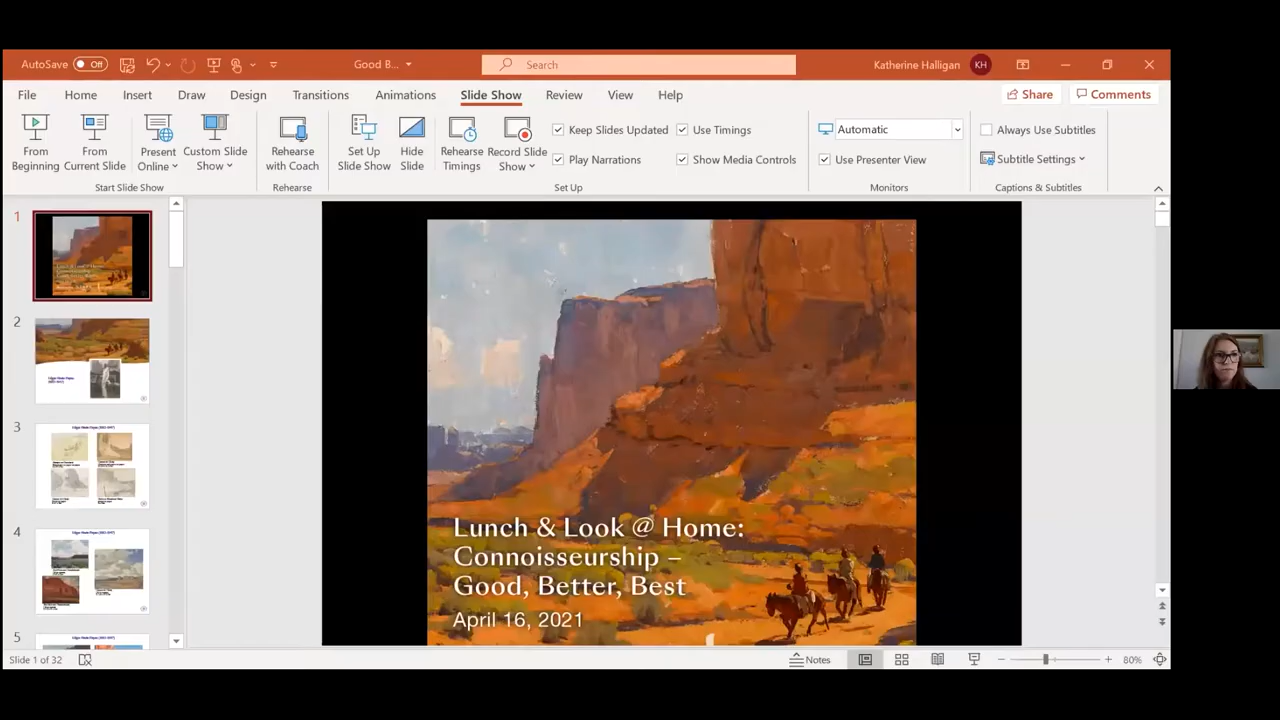 AutoSave Off Good B... Search Katherine Halligan KH
File Home Insert Draw Design Transitions Animations Slide Show Review View Help Share Comments
From Beginning
From Current Slide
Present Online
Custom Slide Show
Start Slide Show
Rehearse with Coach
Rehearse
Set Up Slide Show
Hide Slide
Rehearse Timings
Record Slide Show
Keep Slides Updated
Play Narrations
Use Timings
Show Media Controls
Set Up
Automatic
Use Presenter View
Monitors
Always Use Subtitles
Subtitle Settings
Captions & Subtitles
1
2
3
4
5
Lunch & Look @ Home:
Connoisseurship –
Good, Better, Best
April 16, 2021
Slide 1 of 32 Notes 80%